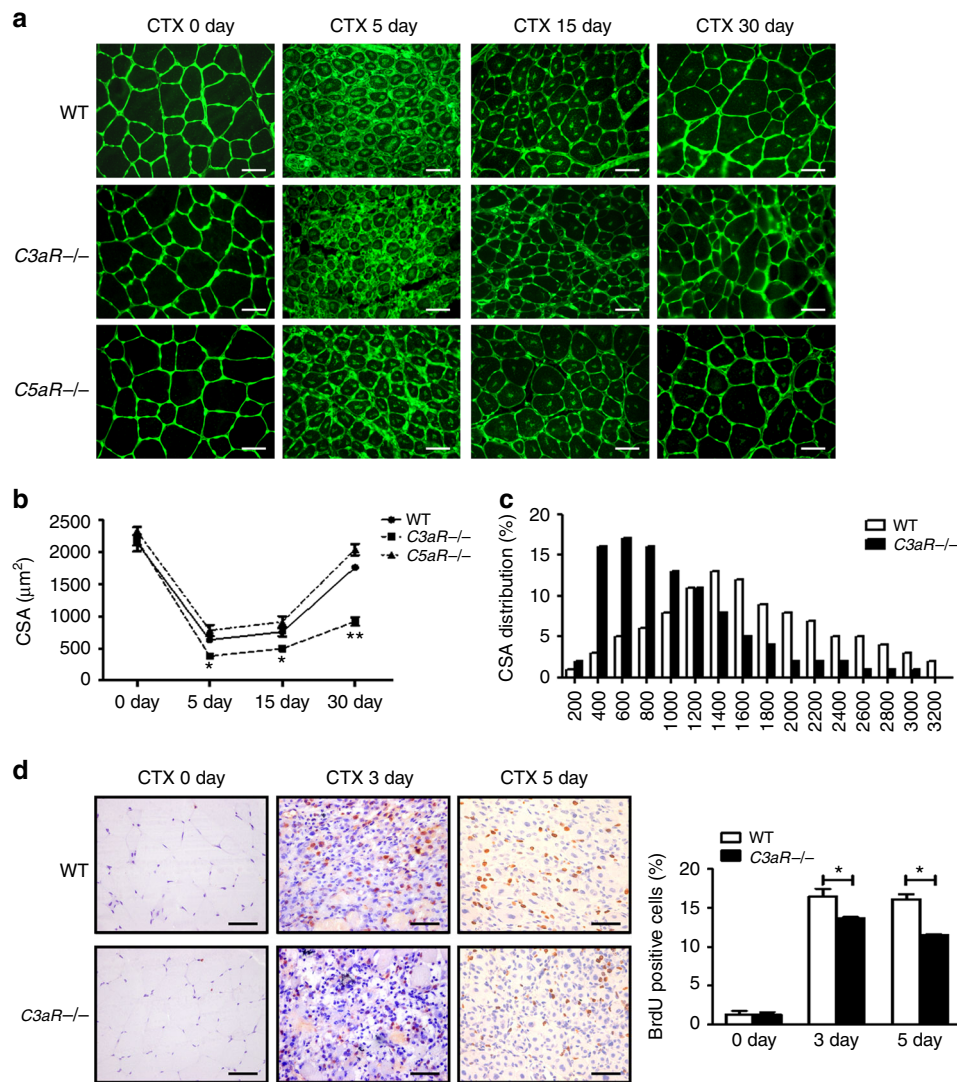 a
CTX 0 day CTX 5 day CTX 15 day CTX 30 day
WT
C3aR–/–
C5aR–/–
b
CSA (μm²)
2500
2000
1500
1000
500
0
0 day 5 day 15 day 30 day
WT
C3aR–/–
C5aR–/–
* * **
c
CSA distribution (%)
20
15
10
5
0
WT
C3aR–/–
200 400 600 800 1000 1200 1400 1600 1800 2000 2200 2400 2600 2800 3000 3200
d
CTX 0 day CTX 3 day CTX 5 day
WT
C3aR–/–
BrdU positive cells (%)
20
15
10
5
0
WT
C3aR–/–
* *
0 day 3 day 5 day